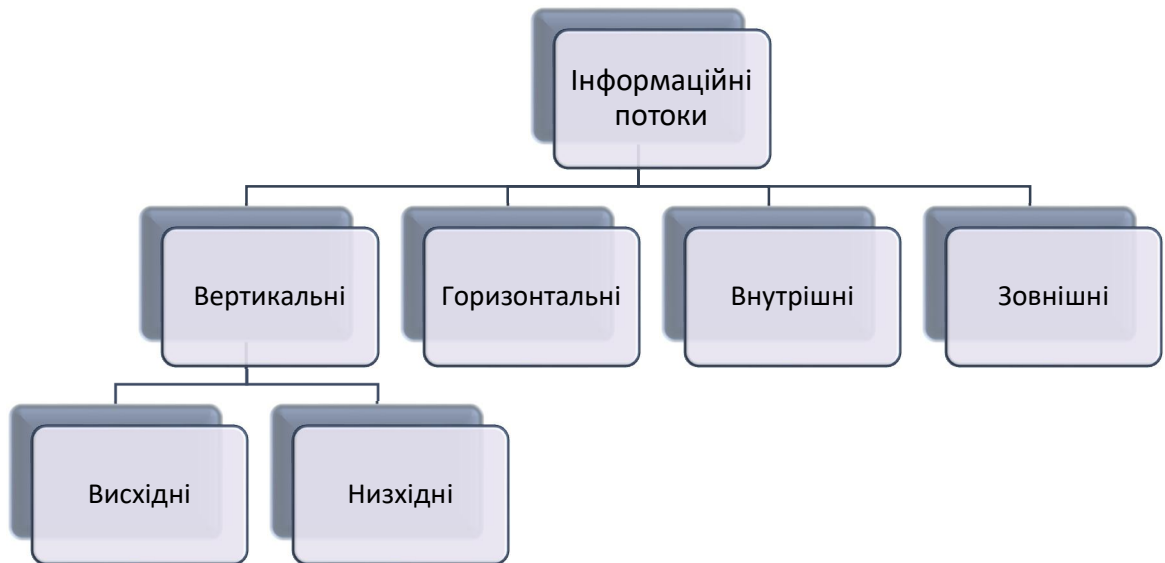 Інформаційні
потоки
Вертикальні
Горизонтальні
Внутрішні
Зовнішні
Висхідні
Низхідні